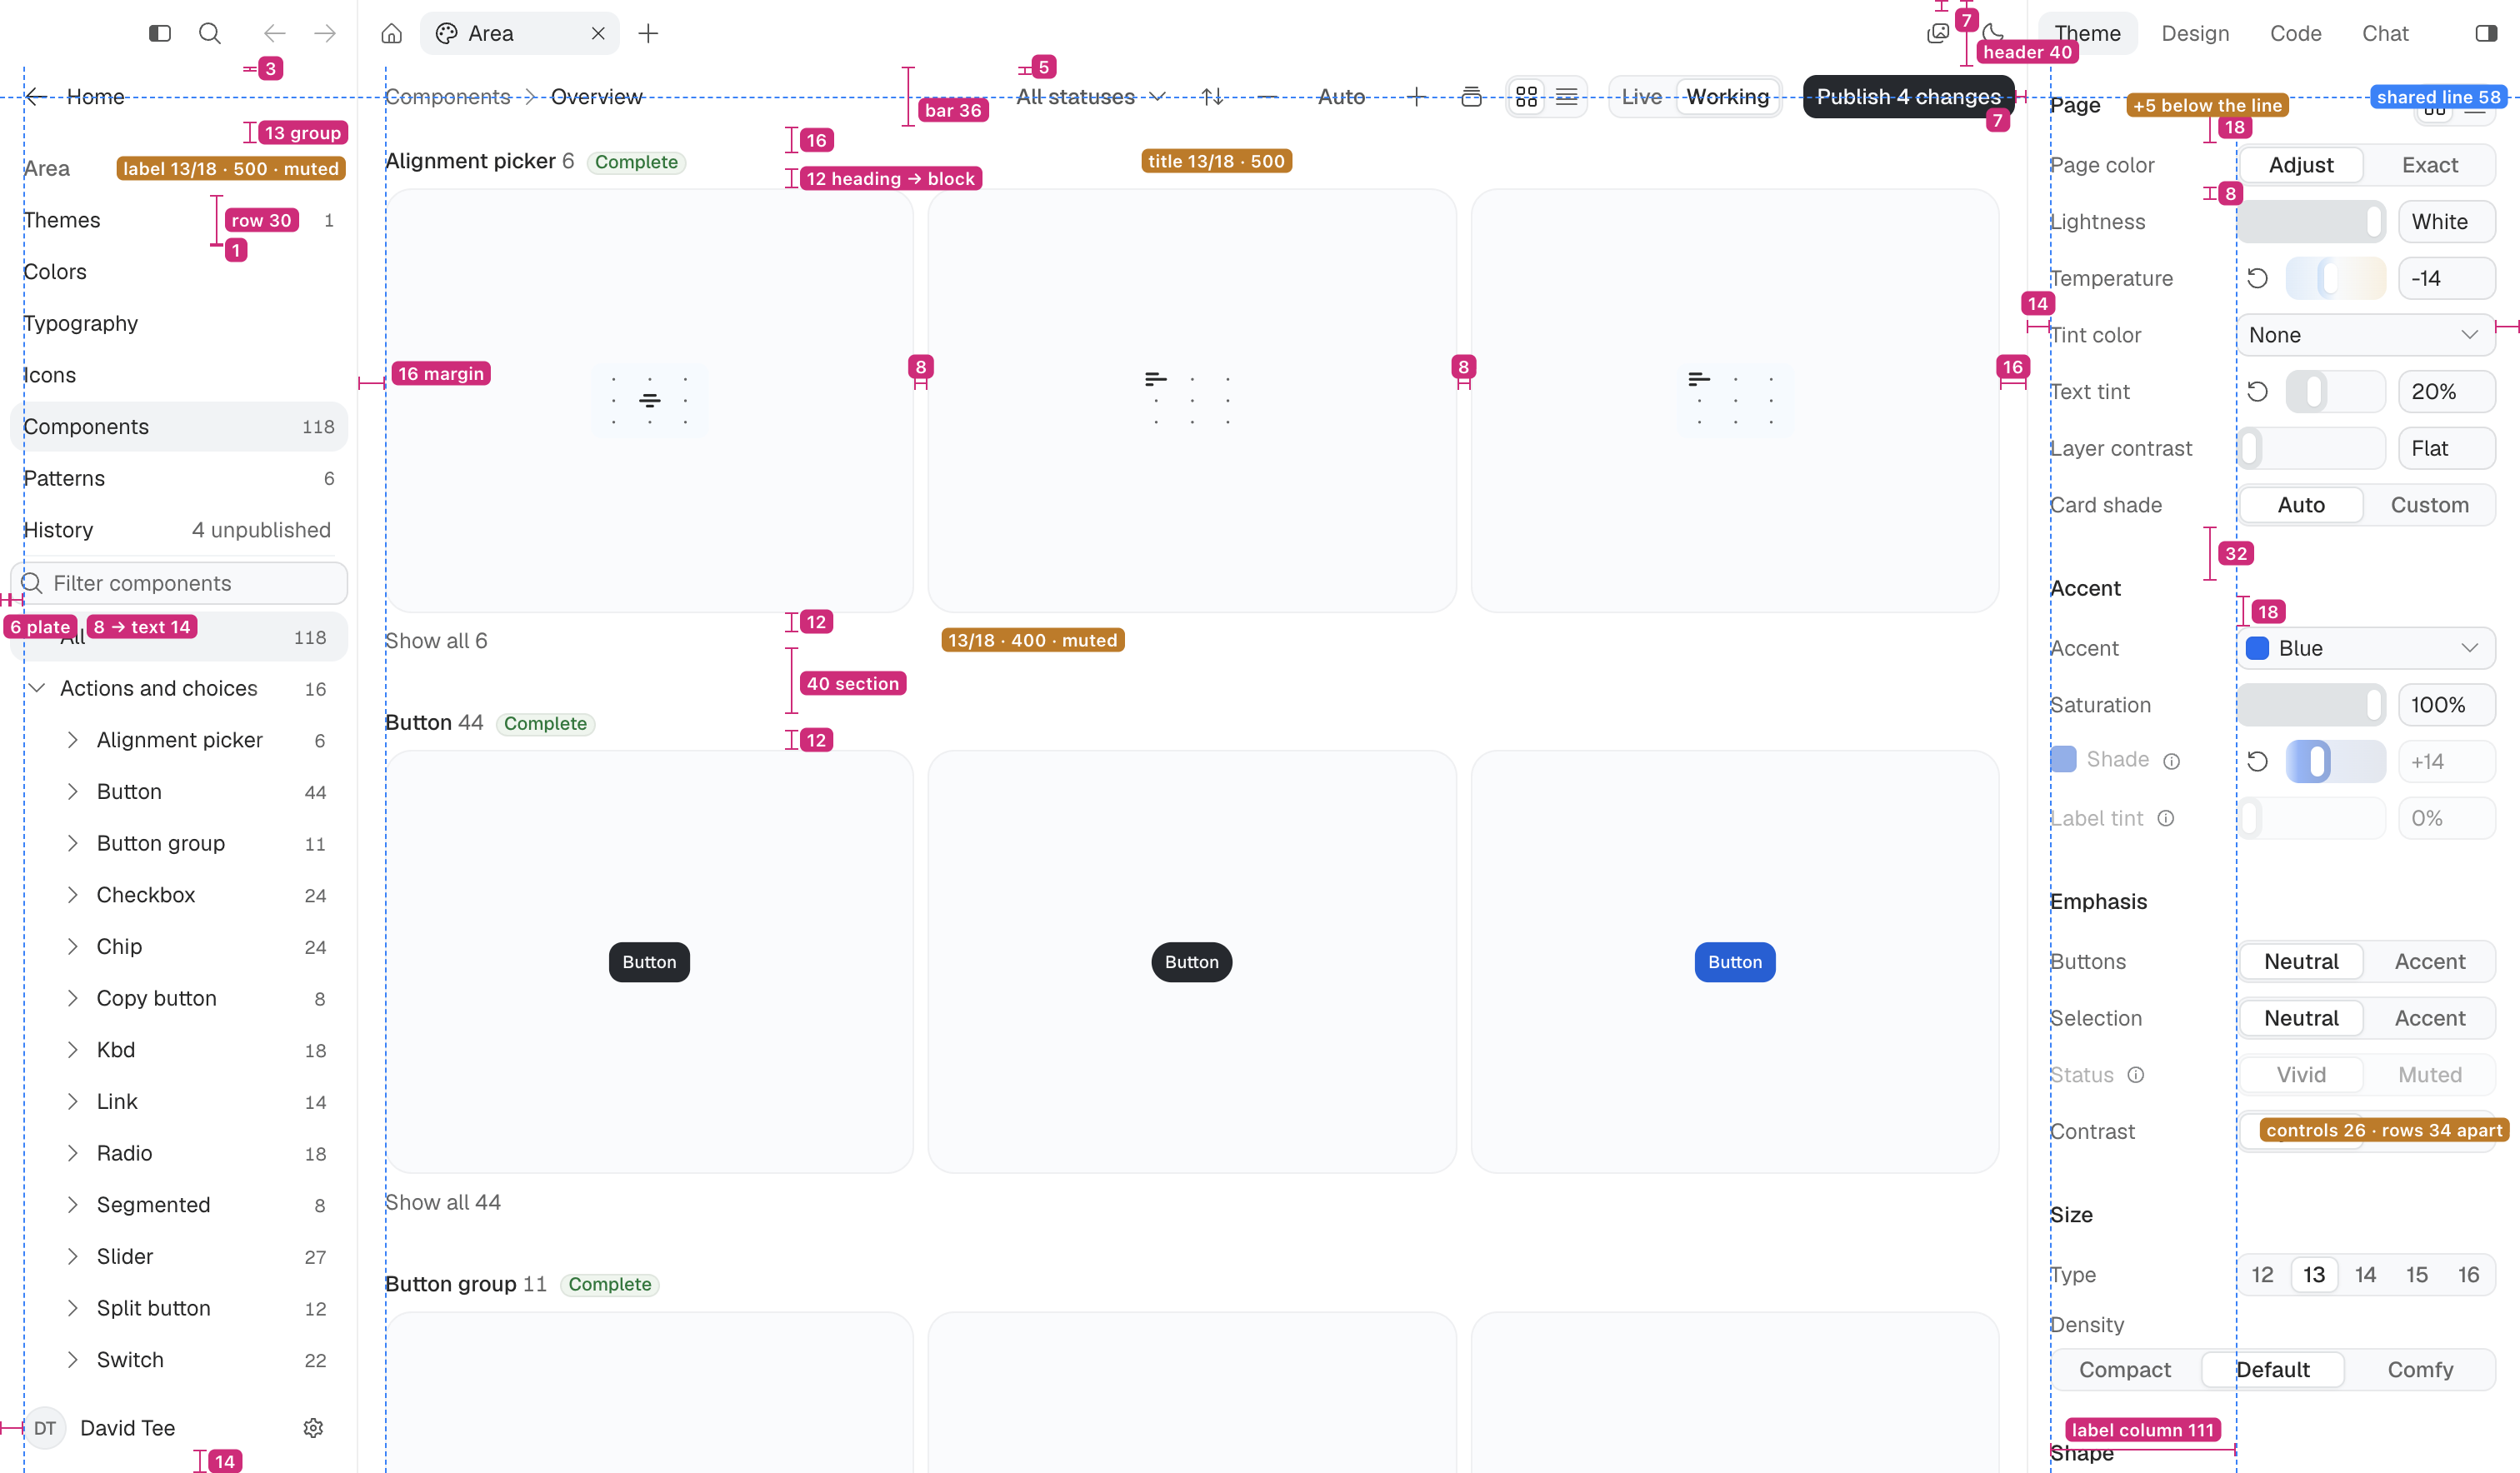 Area
7
Theme
Design
Code
Chat
header 40
3
5
Home
Components > Overview
bar 36
All statuses
Auto
Live
Working
Publish 4 changes
7
Page
+5 below the line
shared line 58
18
13 group
Area
label 13/18 · 500 · muted
Themes
row 30
1
1
Colors
Typography
Icons
Components
118
Patterns
6
History
4 unpublished
Filter components
6 plate
8 → text 14
All
118
Actions and choices
16
Alignment picker
6
Button
44
Button group
11
Checkbox
24
Chip
24
Copy button
8
Kbd
18
Link
14
Radio
18
Segmented
8
Slider
27
Split button
12
Switch
22
DT
David Tee
14
16
Alignment picker 6
Complete
title 13/18 · 500
12 heading → block
16 margin
8
8
16
Show all 6
12
13/18 · 400 · muted
40 section
Button 44
Complete
12
Button
Button
Button
Show all 44
Button group 11
Complete
Page color
Adjust
Exact
8
Lightness
White
Temperature
-14
14
Tint color
None
Text tint
20%
Layer contrast
Flat
Card shade
Auto
Custom
32
Accent
18
Accent
Blue
Saturation
100%
Shade
+14
Label tint
0%
Emphasis
Buttons
Neutral
Accent
Selection
Neutral
Accent
Status
Vivid
Muted
Contrast
controls 26 · rows 34 apart
Size
Type
12
13
14
15
16
Density
Compact
Default
Comfy
label column 111
Shape